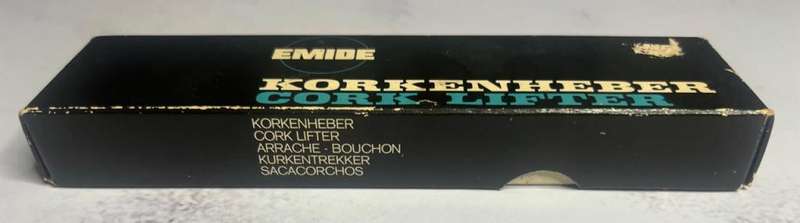 EMIDE
KORKENHEBER
CORK LIFTER
KORKENHEBER
CORK LIFTER
ARRACHE - BOUCHON
KURKENTREKKER
SACACORCHOS